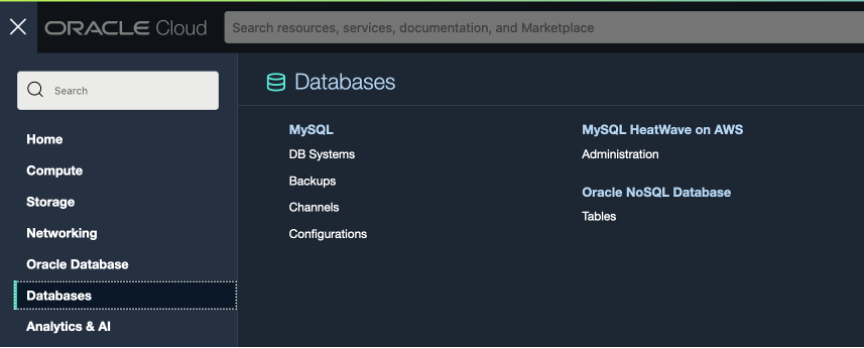 ORACLE Cloud
Search resources, services, documentation, and Marketplace
Search
Home
Compute
Storage
Networking
Oracle Database
Databases
Analytics & AI
Databases
MySQL
DB Systems
Backups
Channels
Configurations
MySQL HeatWave on AWS
Administration
Oracle NoSQL Database
Tables